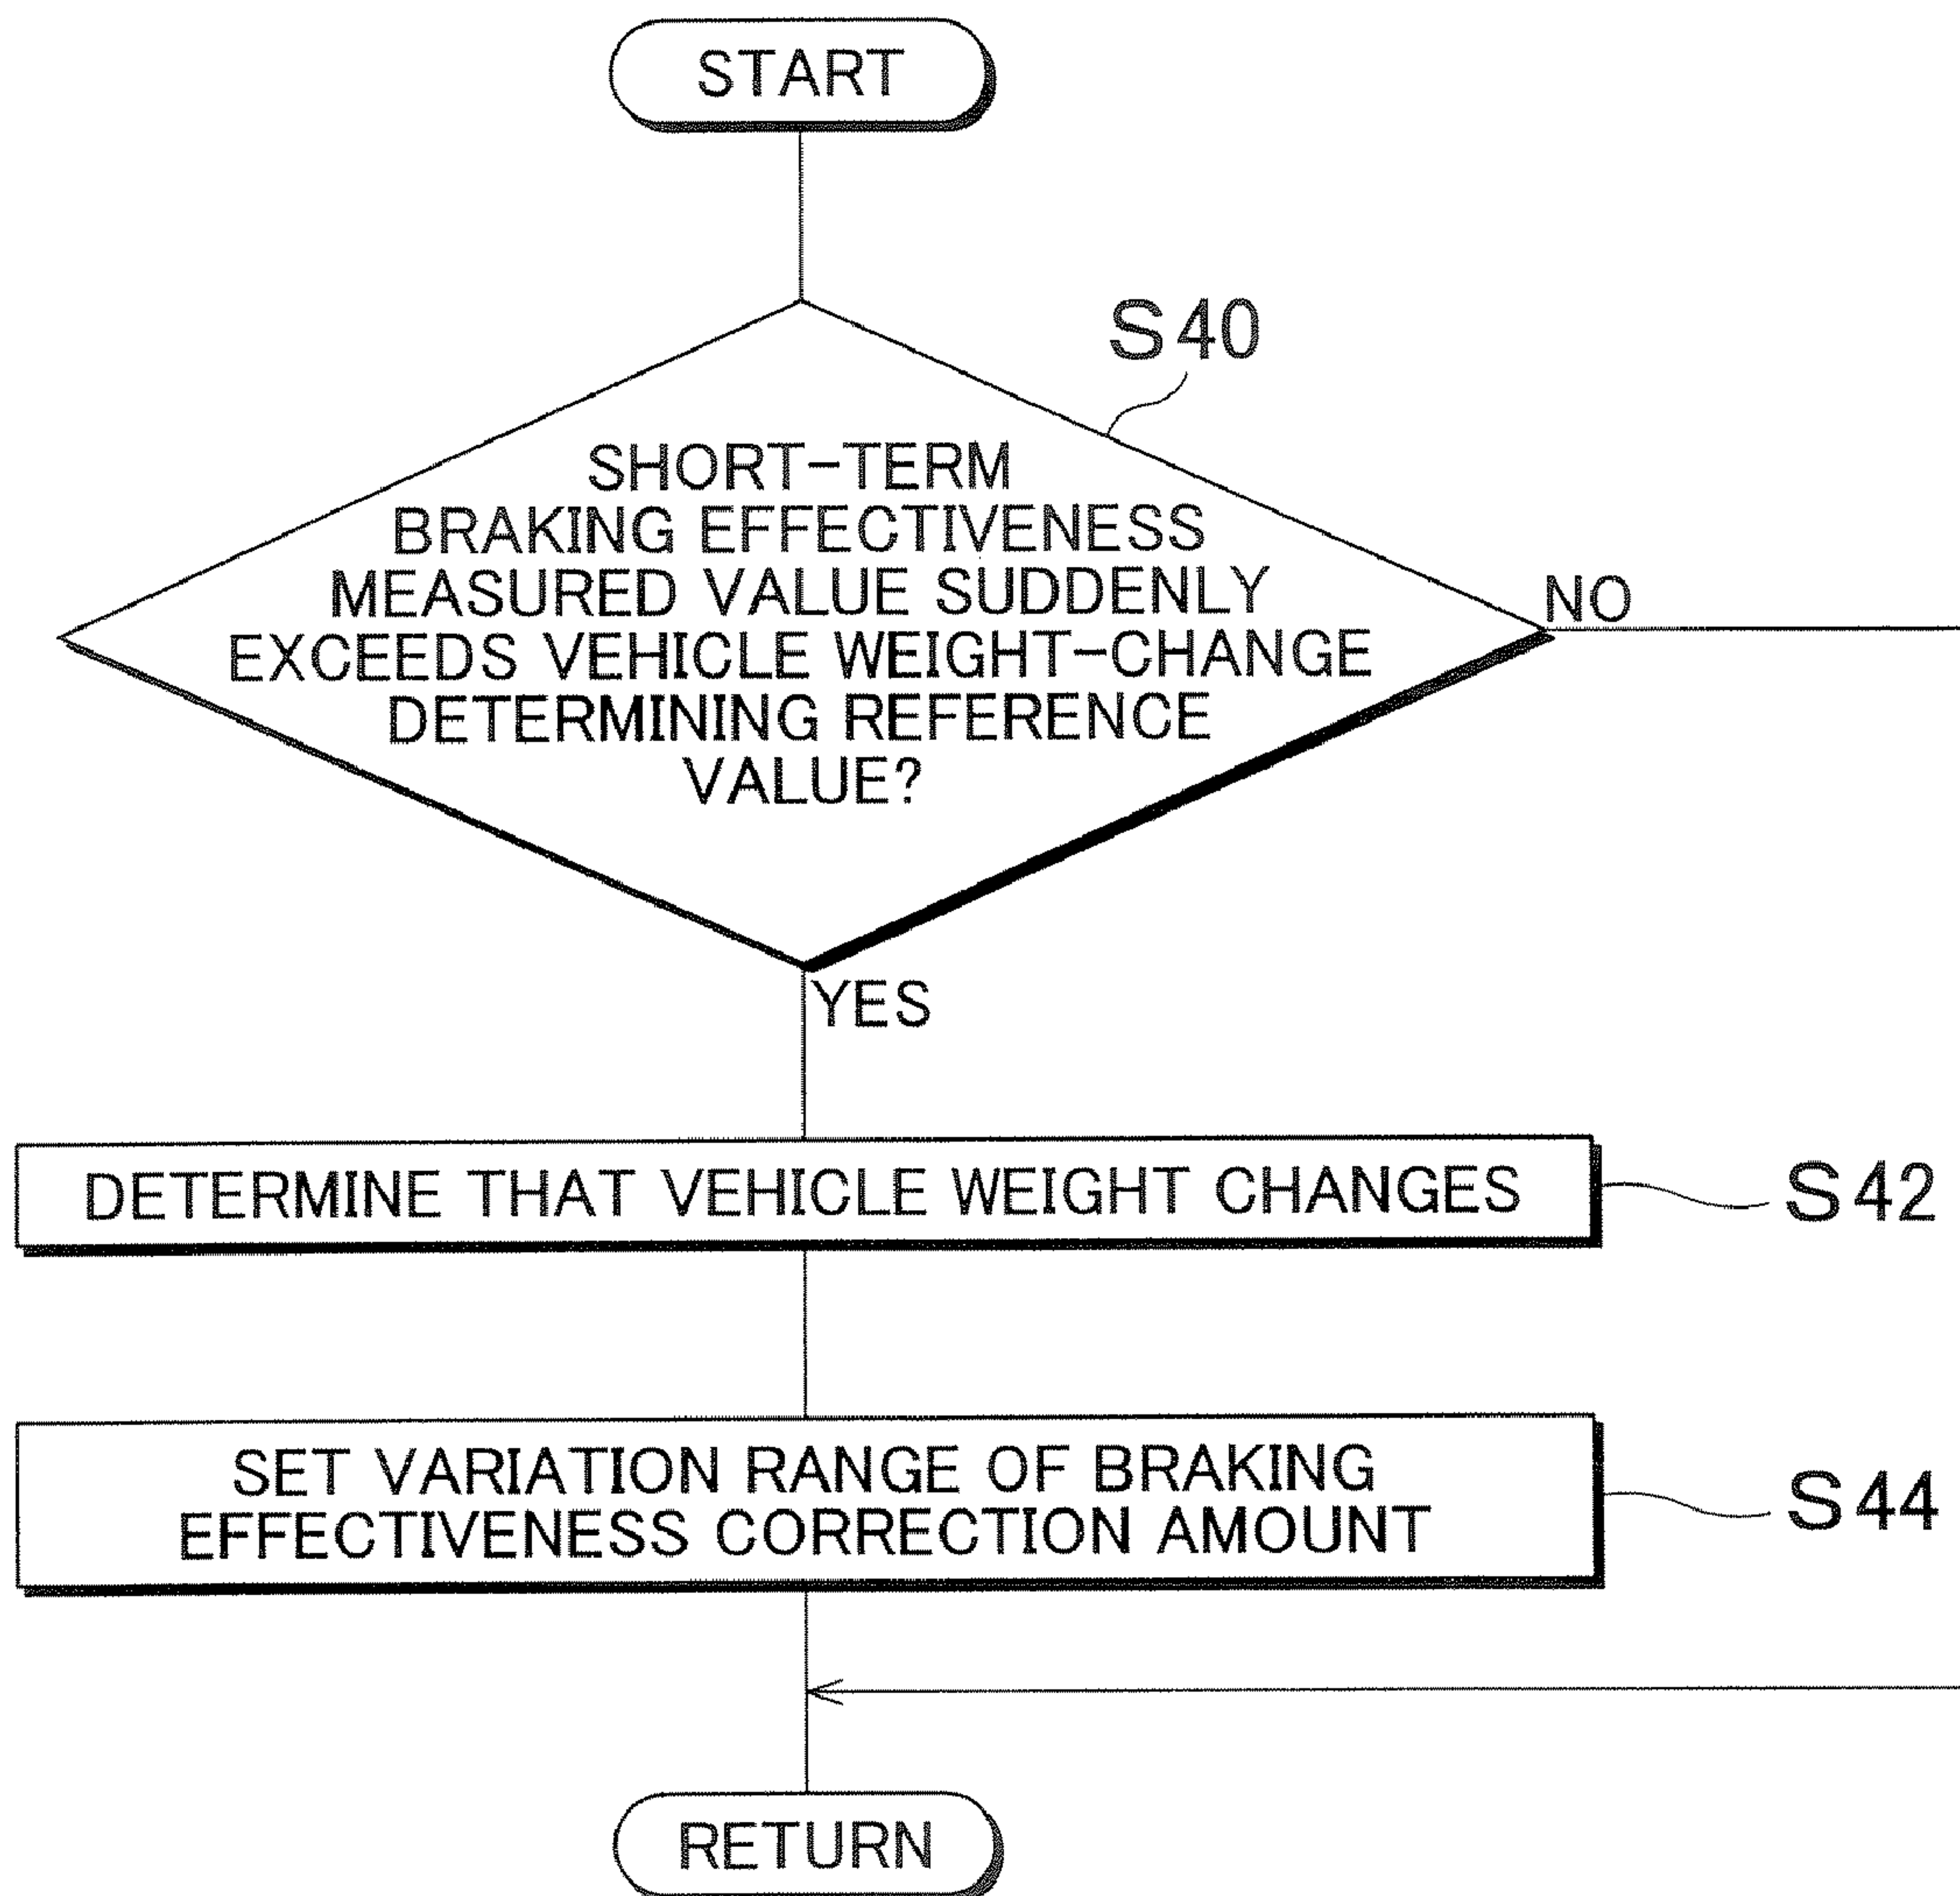 START
S40
SHORT-TERM
BRAKING EFFECTIVENESS
MEASURED VALUE SUDDENLY
EXCEEDS VEHICLE WEIGHT-CHANGE
DETERMINING REFERENCE
VALUE?
NO
YES
DETERMINE THAT VEHICLE WEIGHT CHANGES
S42
SET VARIATION RANGE OF BRAKING
EFFECTIVENESS CORRECTION AMOUNT
S44
RETURN